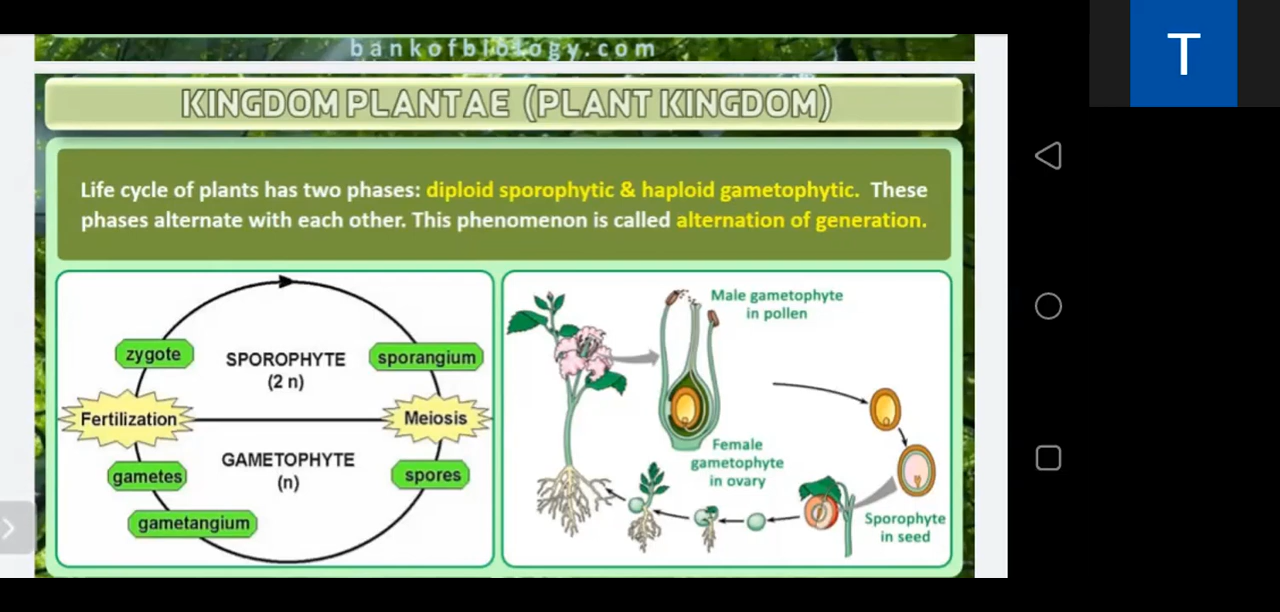 bankofbiology.com
T
KINGDOM PLANTAE (PLANT KINGDOM)
Life cycle of plants has two phases: diploid sporophytic & haploid gametophytic. These
phases alternate with each other. This phenomenon is called alternation of generation.
zygote
SPOROPHYTE
(2 n)
sporangium
Fertilization
Meiosis
gametes
GAMETOPHYTE
(n)
spores
gametangium
Male gametophyte
in pollen
Female
gametophyte
in ovary
Sporophyte
in seed